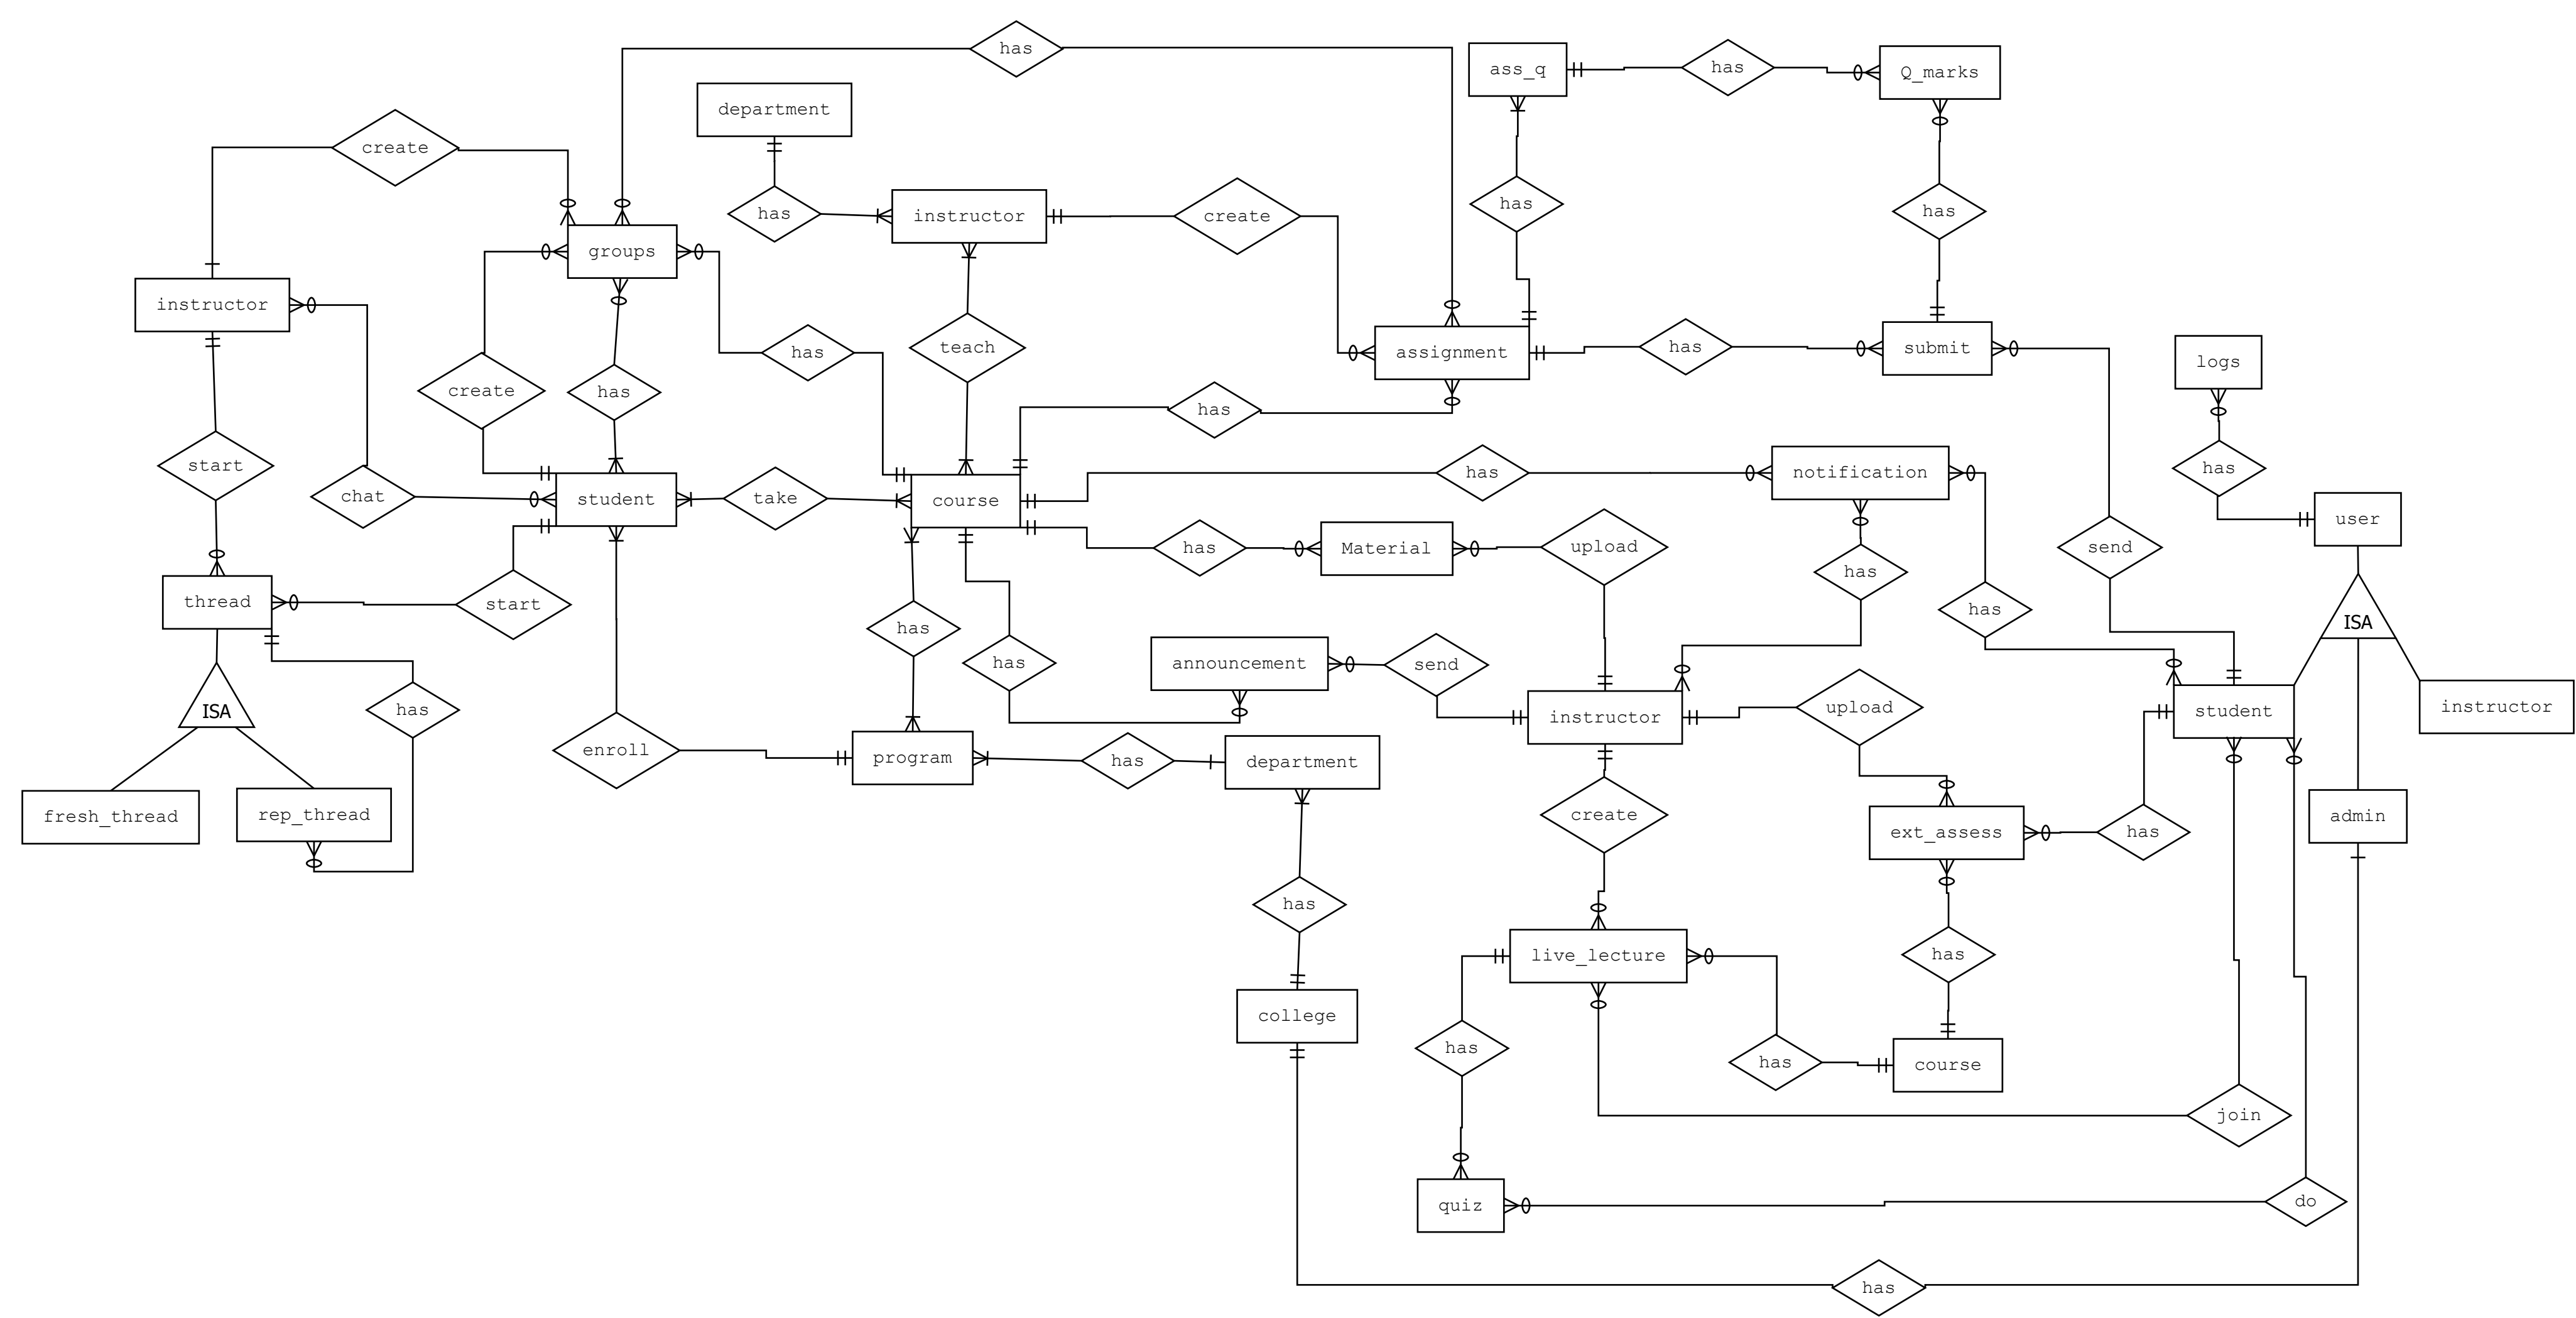 has
ass_q
has
Q_marks
department
create
has
instructor
create
has
has
groups
instructor
has
teach
assignment
has
submit
logs
create
has
has
start
chat
student
take
course
has
notification
has
user
has
Material
upload
has
send
thread
start
has
has
has
announcement
send
ISA
ISA
has
instructor
upload
student
instructor
enroll
program
has
department
fresh_thread
rep_thread
create
ext_assess
has
admin
has
live_lecture
has
college
has
has
course
join
quiz
do
has